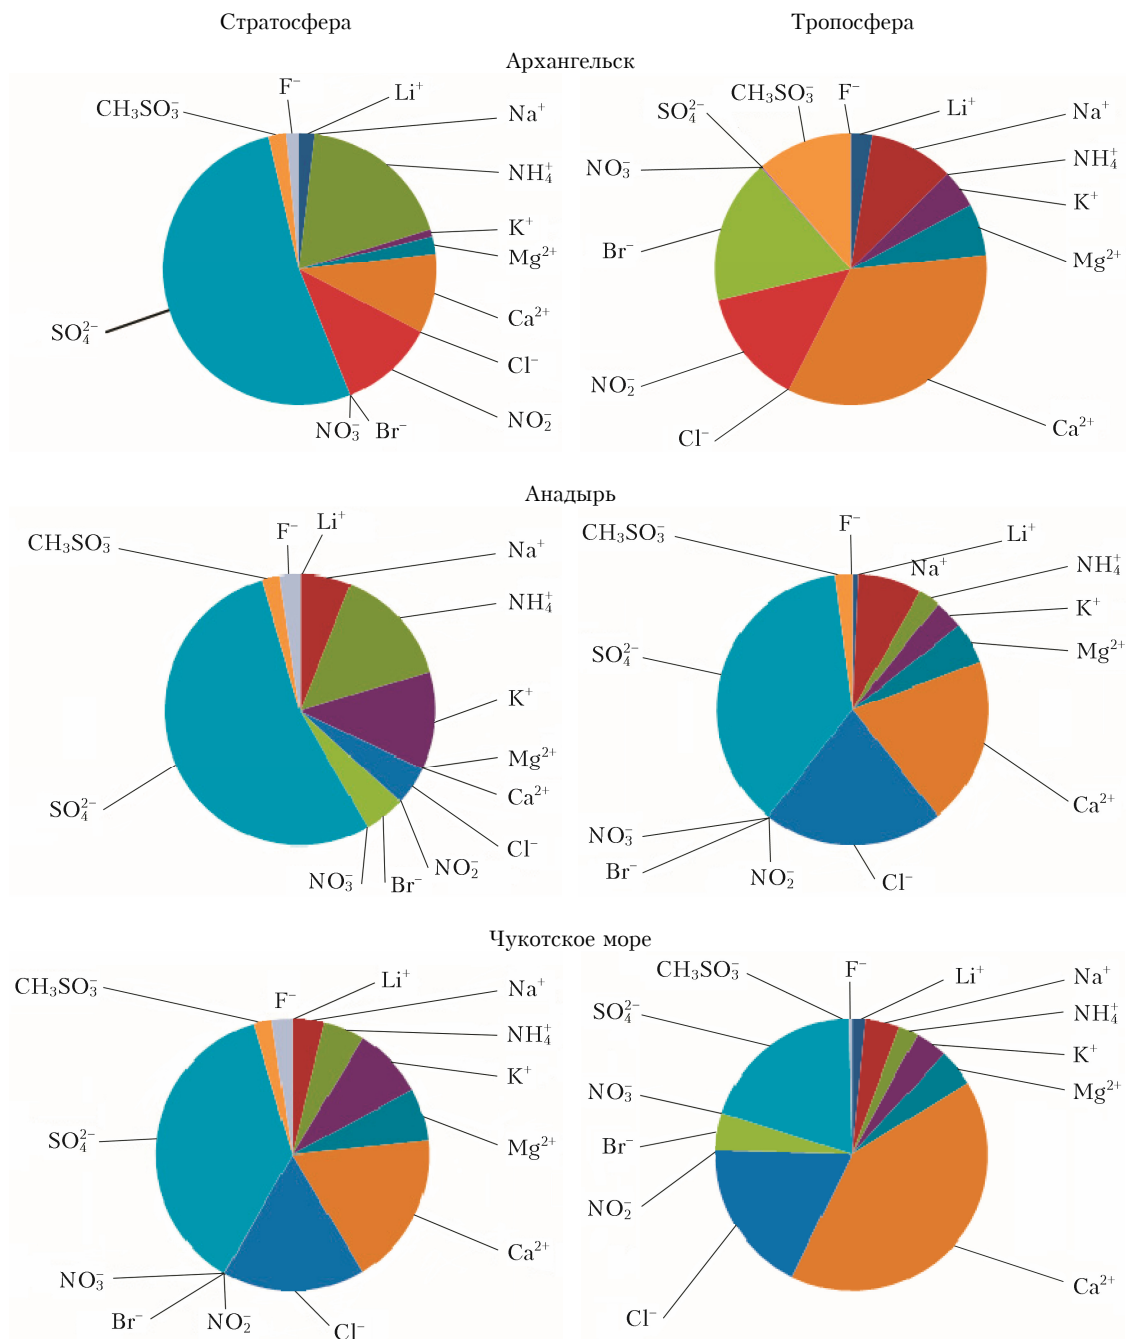 Стратосфера
Тропосфера
Архангельск
F⁻
Li⁺
CH₃SO₃⁻
Na⁺
NH₄⁺
K⁺
Mg²⁺
Ca²⁺
SO₄²⁻
Cl⁻
NO₂⁻
NO₃⁻
Br⁻
CH₃SO₃⁻
F⁻
Li⁺
SO₄²⁻
Na⁺
NO₃⁻
NH₄⁺
K⁺
Br⁻
Mg²⁺
NO₂⁻
Cl⁻
Ca²⁺
Анадырь
F⁻
Li⁺
CH₃SO₃⁻
Na⁺
NH₄⁺
K⁺
Mg²⁺
Ca²⁺
SO₄²⁻
Cl⁻
NO₂⁻
NO₃⁻
Br⁻
CH₃SO₃⁻
F⁻
Li⁺
Na⁺
NH₄⁺
K⁺
SO₄²⁻
Mg²⁺
Ca²⁺
NO₃⁻
Br⁻
NO₂⁻
Cl⁻
Чукотское море
CH₃SO₃⁻
F⁻
Li⁺
Na⁺
NH₄⁺
K⁺
SO₄²⁻
Mg²⁺
Ca²⁺
NO₃⁻
Br⁻
NO₂⁻
Cl⁻
CH₃SO₃⁻
F⁻
Li⁺
Na⁺
SO₄²⁻
NH₄⁺
K⁺
NO₃⁻
Mg²⁺
Br⁻
NO₂⁻
Ca²⁺
Cl⁻